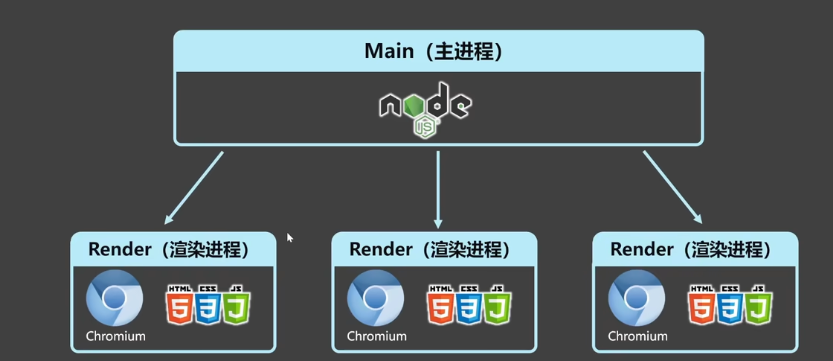 Main（主进程）
node
JS
Render（渲染进程）
Render（渲染进程）
Render（渲染进程）
HTML CSS JS
5 3 J
Chromium
HTML CSS JS
5 3 J
Chromium
HTML CSS JS
5 3 J
Chromium